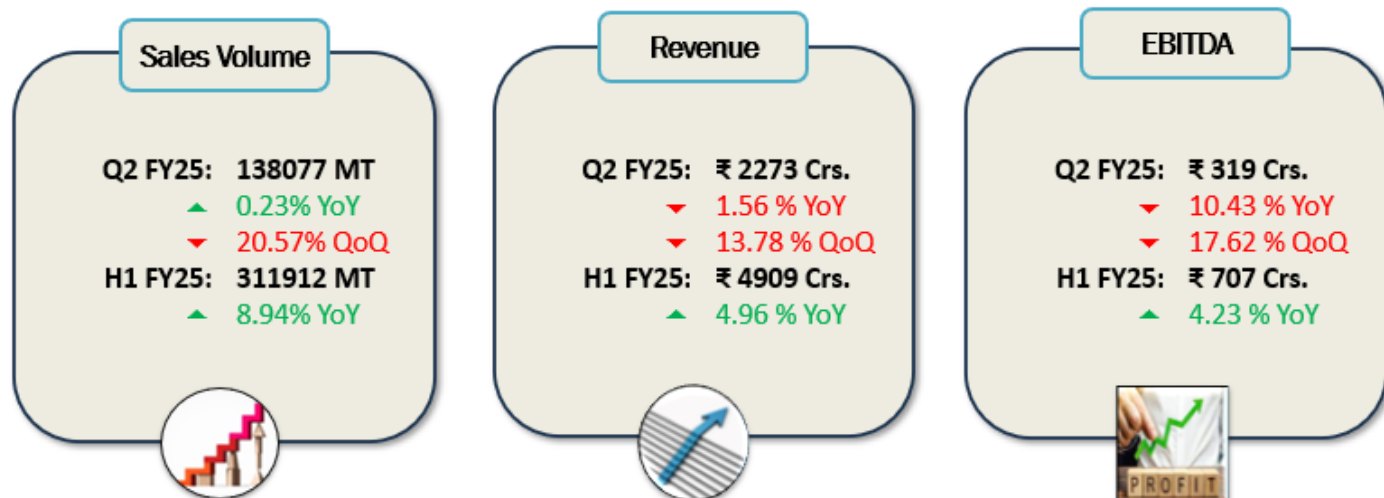 Sales Volume
Q2 FY25: 138077 MT
0.23% YoY
20.57% QoQ
H1 FY25: 311912 MT
8.94% YoY
Revenue
Q2 FY25: ₹ 2273 Crs.
1.56 % YoY
13.78 % QoQ
H1 FY25: ₹ 4909 Crs.
4.96 % YoY
EBITDA
Q2 FY25: ₹ 319 Crs.
10.43 % YoY
17.62 % QoQ
H1 FY25: ₹ 707 Crs.
4.23 % YoY
PROFIT